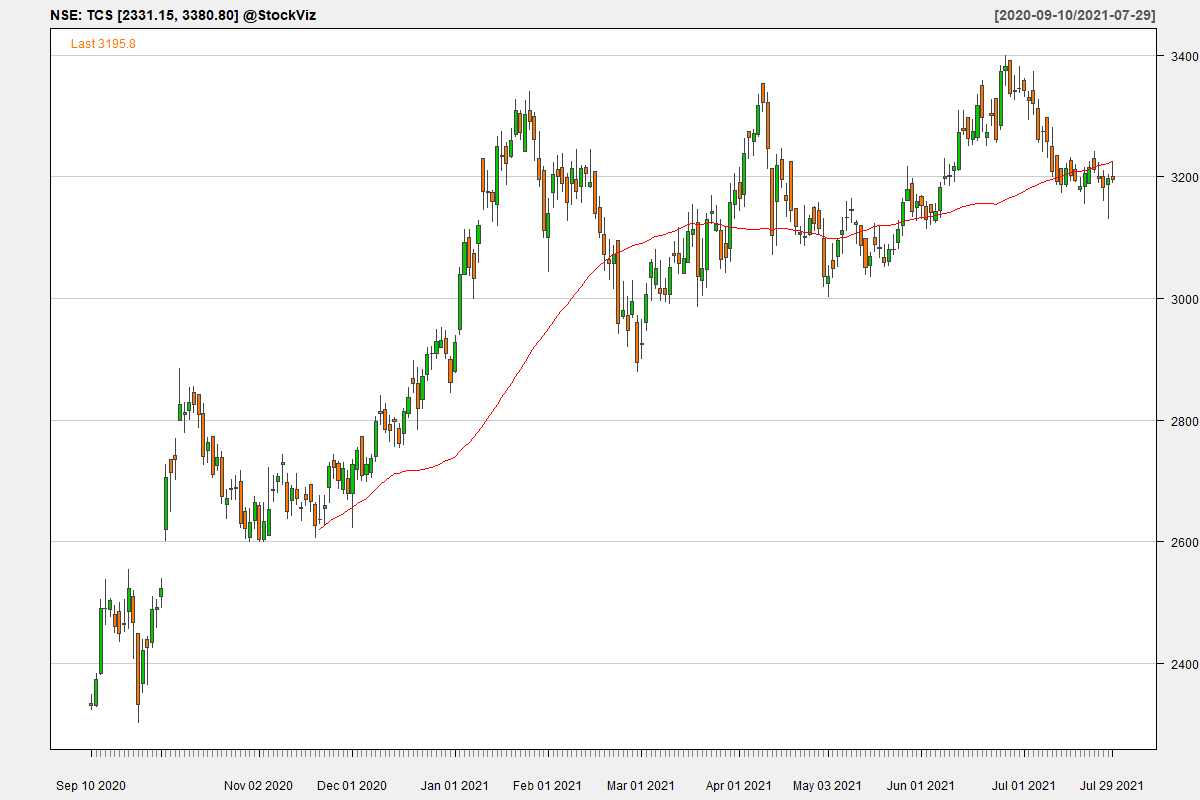 NSE: TCS [2331.15, 3380.80] @StockViz
[2020-09-10/2021-07-29]
Last 3195.8
3400
3200
3000
2800
2600
2400
Sep 10 2020 Nov 02 2020 Dec 01 2020 Jan 01 2021 Feb 01 2021 Mar 01 2021 Apr 01 2021 May 03 2021 Jun 01 2021 Jul 01 2021 Jul 29 2021